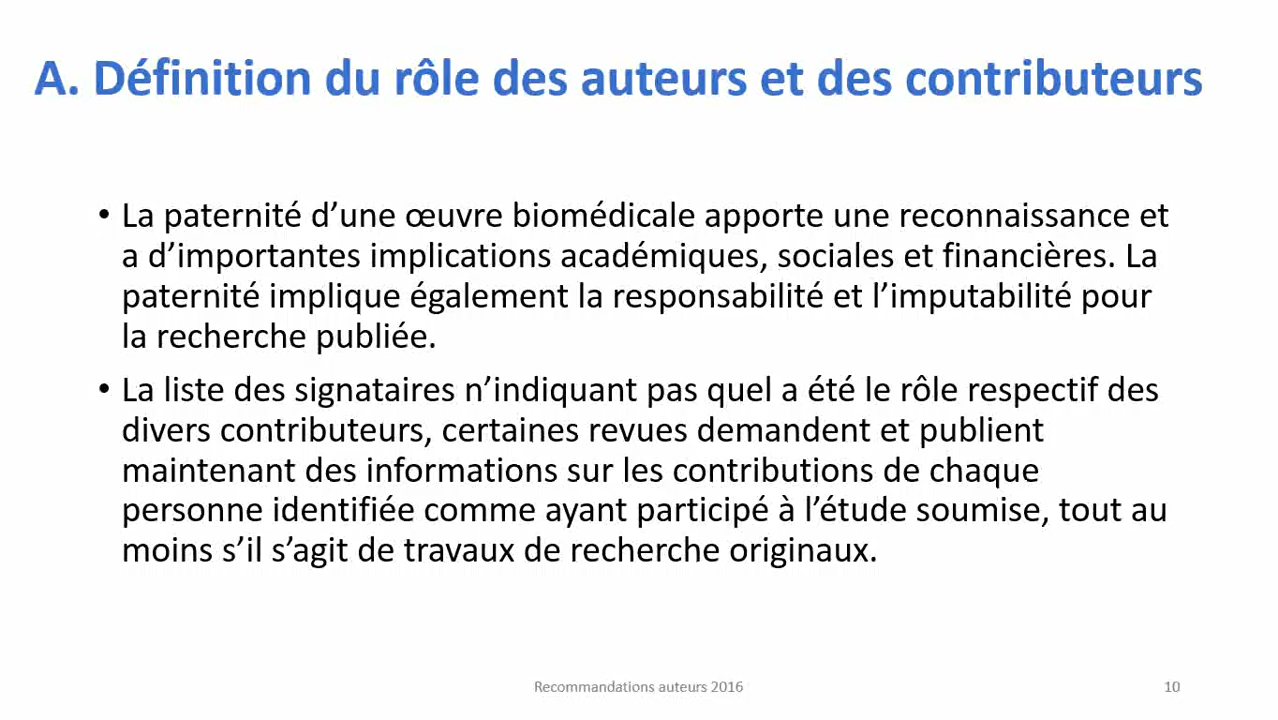 A. Définition du rôle des auteurs et des contributeurs
• La paternité d’une œuvre biomédicale apporte une reconnaissance et
a d’importantes implications académiques, sociales et financières. La
paternité implique également la responsabilité et l’imputabilité pour
la recherche publiée.
• La liste des signataires n’indiquant pas quel a été le rôle respectif des
divers contributeurs, certaines revues demandent et publient
maintenant des informations sur les contributions de chaque
personne identifiée comme ayant participé à l’étude soumise, tout au
moins s’il s’agit de travaux de recherche originaux.
Recommandations auteurs 2016
10